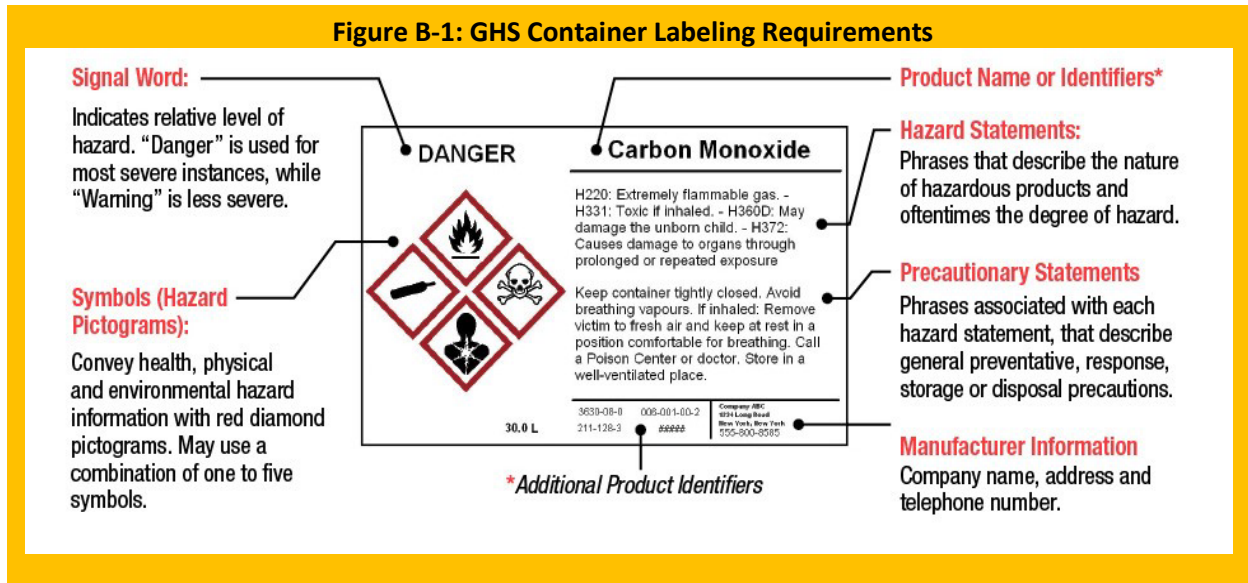 Figure B-1: GHS Container Labeling Requirements
Signal Word:
Indicates relative level of
hazard. “Danger” is used for
most severe instances, while
“Warning” is less severe.
Symbols (Hazard
Pictograms):
Convey health, physical
and environmental hazard
information with red diamond
pictograms. May use a
combination of one to five
symbols.
DANGER
30.0 L
Carbon Monoxide
H220: Extremely flammable gas. -
H331: Toxic if inhaled. - H360D: May
damage the unborn child. - H372:
Causes damage to organs through
prolonged or repeated exposure
Keep container tightly closed. Avoid
breathing vapours. If inhaled: Remove
victim to fresh air and keep at rest in a
position comfortable for breathing. Call
a Poison Center or doctor. Store in a
well-ventilated place.
3630-08-0 006-001-00-2
211-128-3 #####
Company ABC
1234 Long Road
New York, New York
555-800-8585
*Additional Product Identifiers
Product Name or Identifiers*
Hazard Statements:
Phrases that describe the nature
of hazardous products and
oftentimes the degree of hazard.
Precautionary Statements
Phrases associated with each
hazard statement, that describe
general preventative, response,
storage or disposal precautions.
Manufacturer Information
Company name, address and
telephone number.